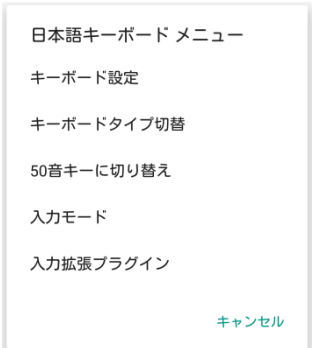 日本語キーボード メニュー
キーボード設定
キーボードタイプ切替
50音キーに切り替え
入力モード
入力拡張プラグイン
キャンセル